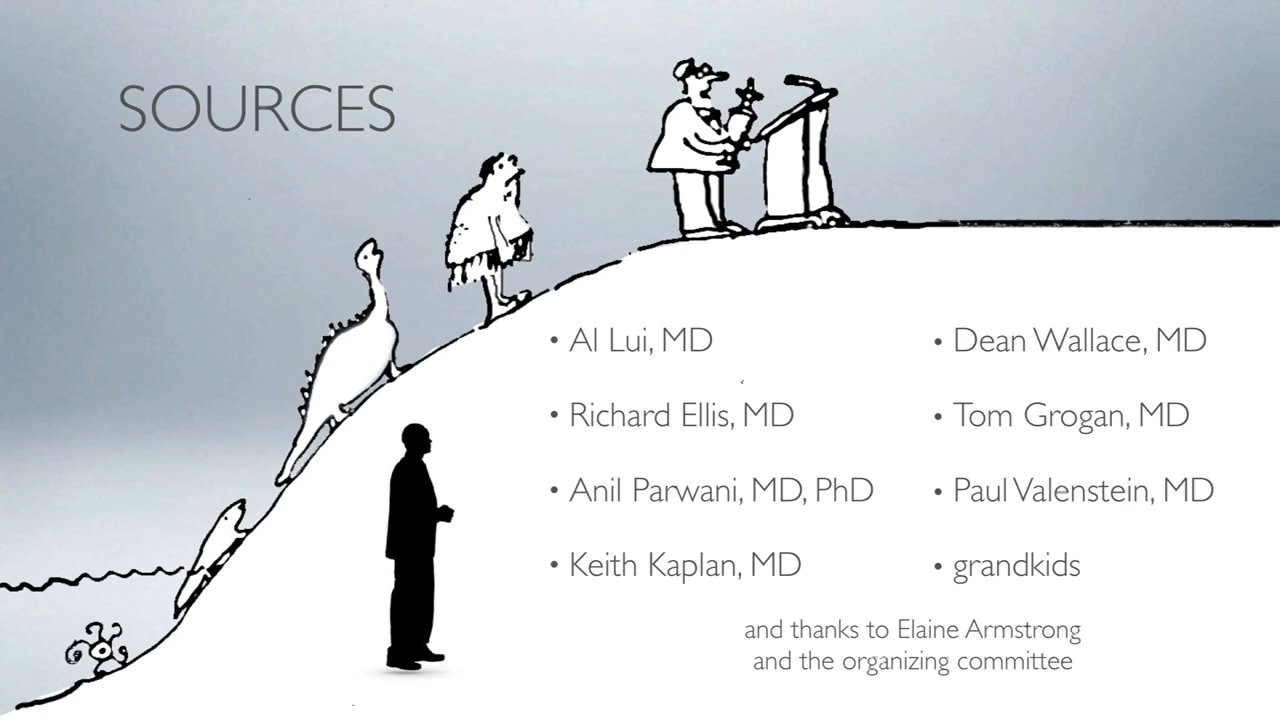 SOURCES
• Al Lui, MD
• Richard Ellis, MD
• Anil Parwani, MD, PhD
• Keith Kaplan, MD
• Dean Wallace, MD
• Tom Grogan, MD
• Paul Valenstein, MD
• grandkids
and thanks to Elaine Armstrong
and the organizing committee